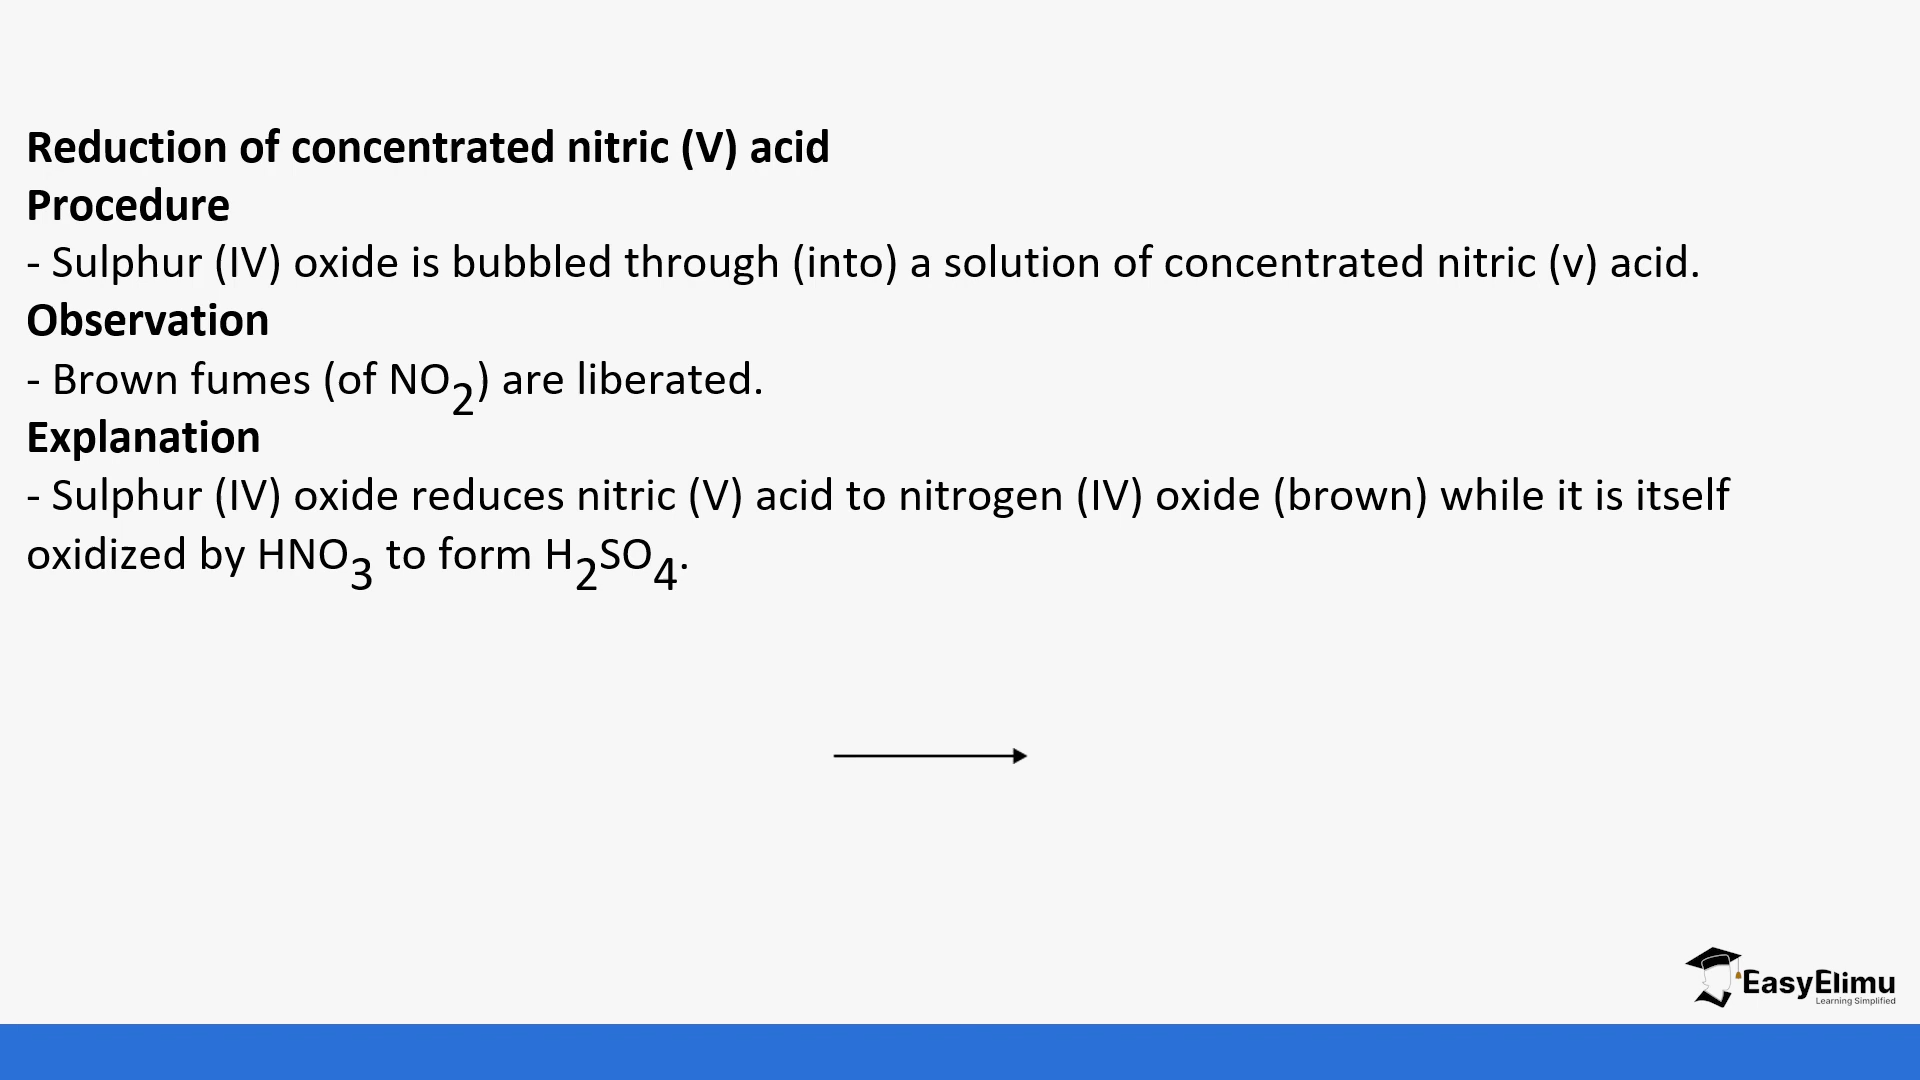 Reduction of concentrated nitric (V) acid
Procedure
- Sulphur (IV) oxide is bubbled through (into) a solution of concentrated nitric (v) acid.
Observation
- Brown fumes (of NO2) are liberated.
Explanation
- Sulphur (IV) oxide reduces nitric (V) acid to nitrogen (IV) oxide (brown) while it is itself
oxidized by HNO3 to form H2SO4.
EasyElimu
Learning Simplified